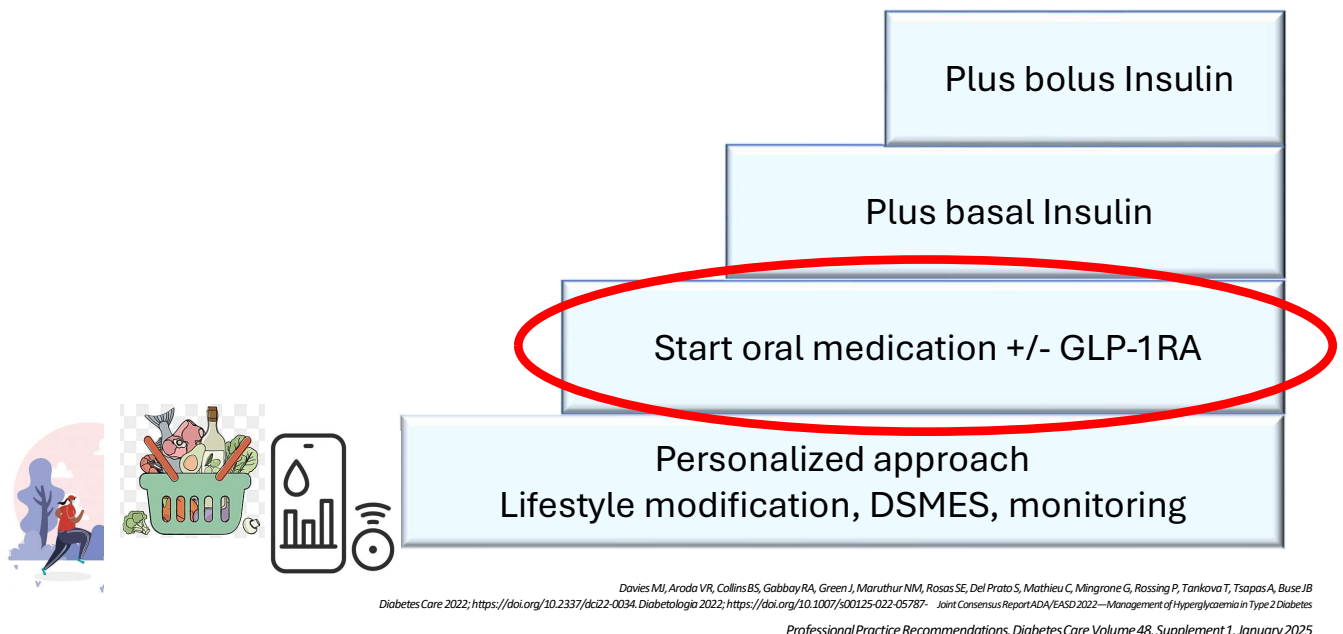 Plus bolus Insulin
Plus basal Insulin
Start oral medication +/- GLP-1RA
Personalized approach
Lifestyle modification, DSMES, monitoring
Davies MJ, Aroda VR, Collins BS, Gabbay RA, Green J, Maruthur NM, Rosas SE, Del Prato S, Mathieu C, Mingrone G, Rossing P, Tankova T, Tsapas A, Buse JB
Diabetes Care 2022; https://doi.org/10.2337/dci22-0034. Diabetologia 2022; https://doi.org/10.1007/s00125-022-05787- Joint Consensus Report ADA/EASD 2022—Management of Hyperglycaemia in Type 2 Diabetes
Professional Practice Recommendations. Diabetes Care Volume 48, Supplement 1, January 2025